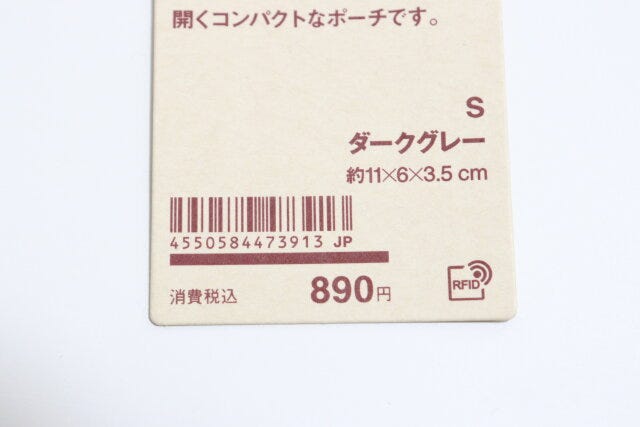 開くコンパクトなポーチです。
S
ダークグレー
約11×6×3.5 cm
4550584473913 JP
消費税込 890円
RFID